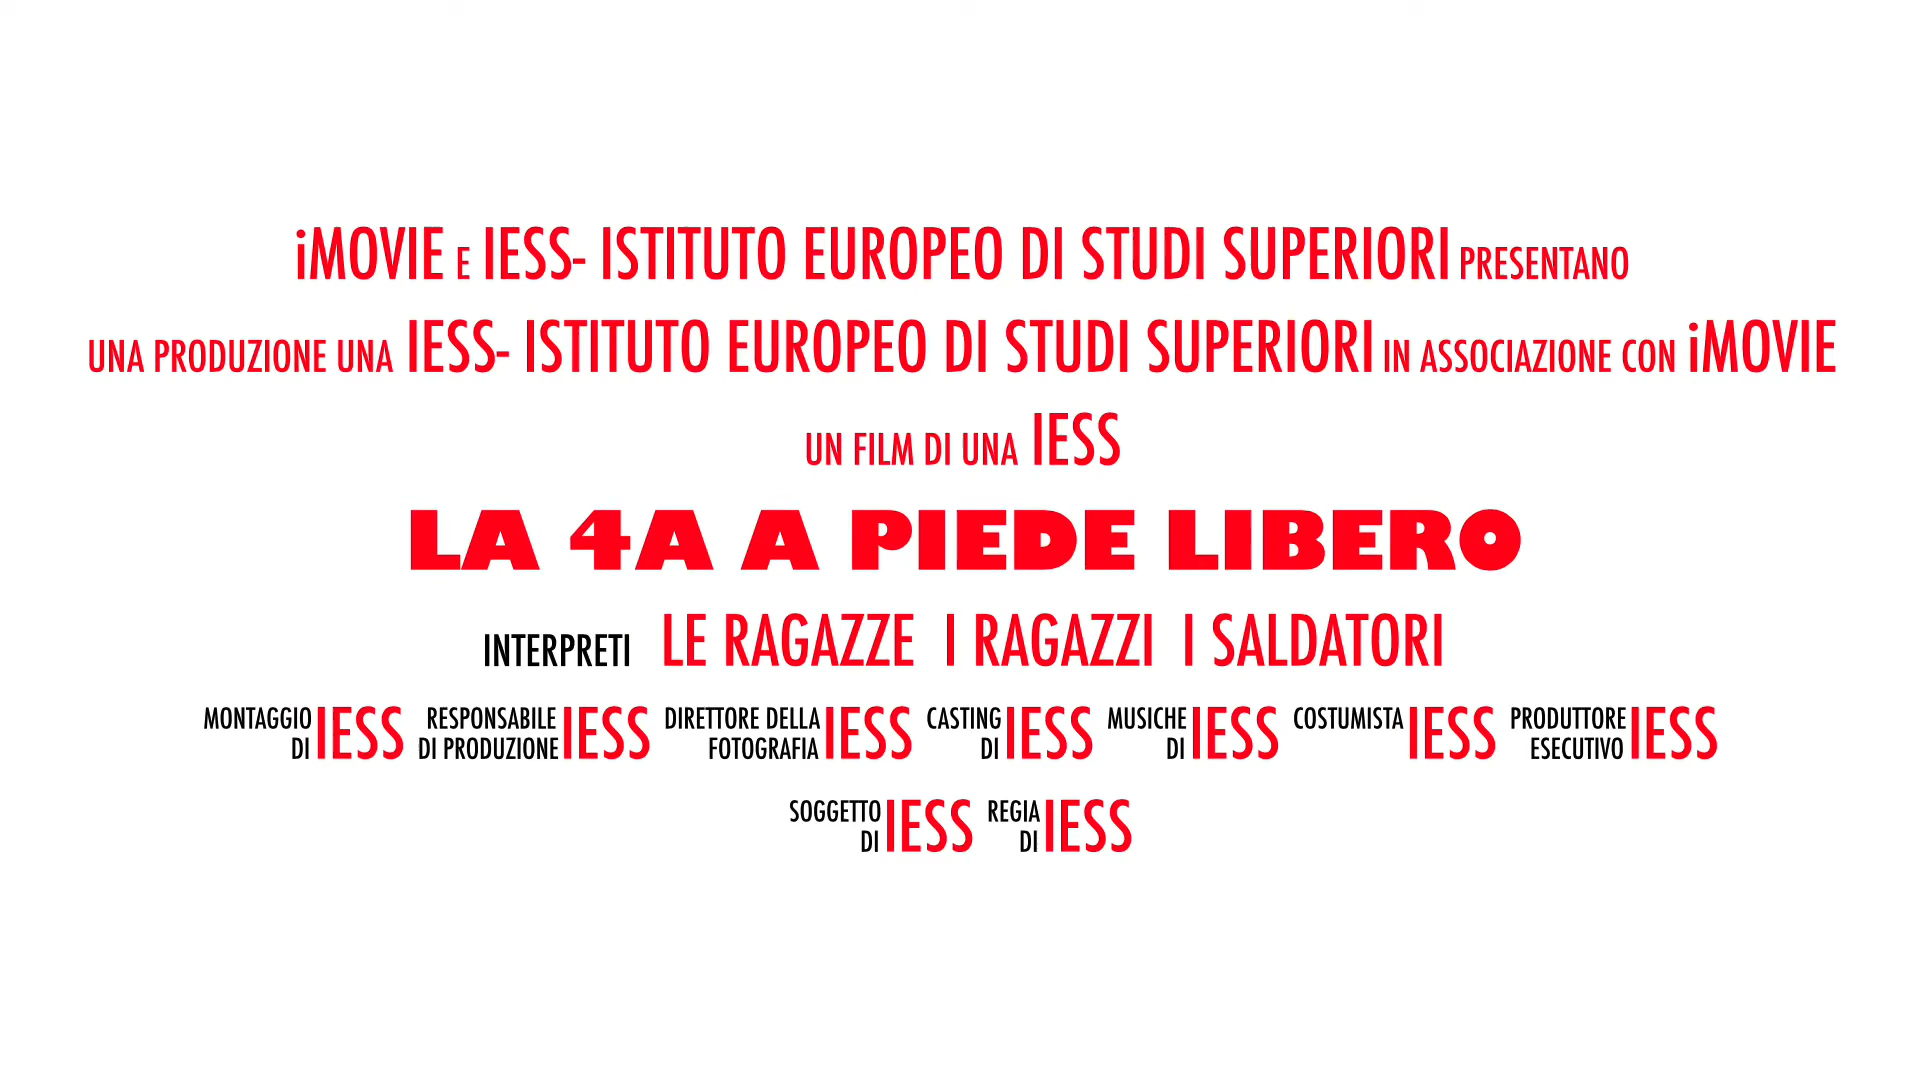 iMOVIE E IESS- ISTITUTO EUROPEO DI STUDI SUPERIORI PRESENTANO
UNA PRODUZIONE UNA IESS- ISTITUTO EUROPEO DI STUDI SUPERIORI IN ASSOCIAZIONE CON iMOVIE
UN FILM DI UNA IESS
LA 4A A PIEDE LIBERO
INTERPRETI LE RAGAZZE I RAGAZZI I SALDATORI
MONTAGGIO DI IESS RESPONSABILE DI PRODUZIONE IESS DIRETTORE DELLA FOTOGRAFIA IESS CASTING DI IESS MUSICHE DI IESS COSTUMISTA IESS PRODUTTORE ESECUTIVO IESS
SOGGETTO DI IESS REGIA DI IESS